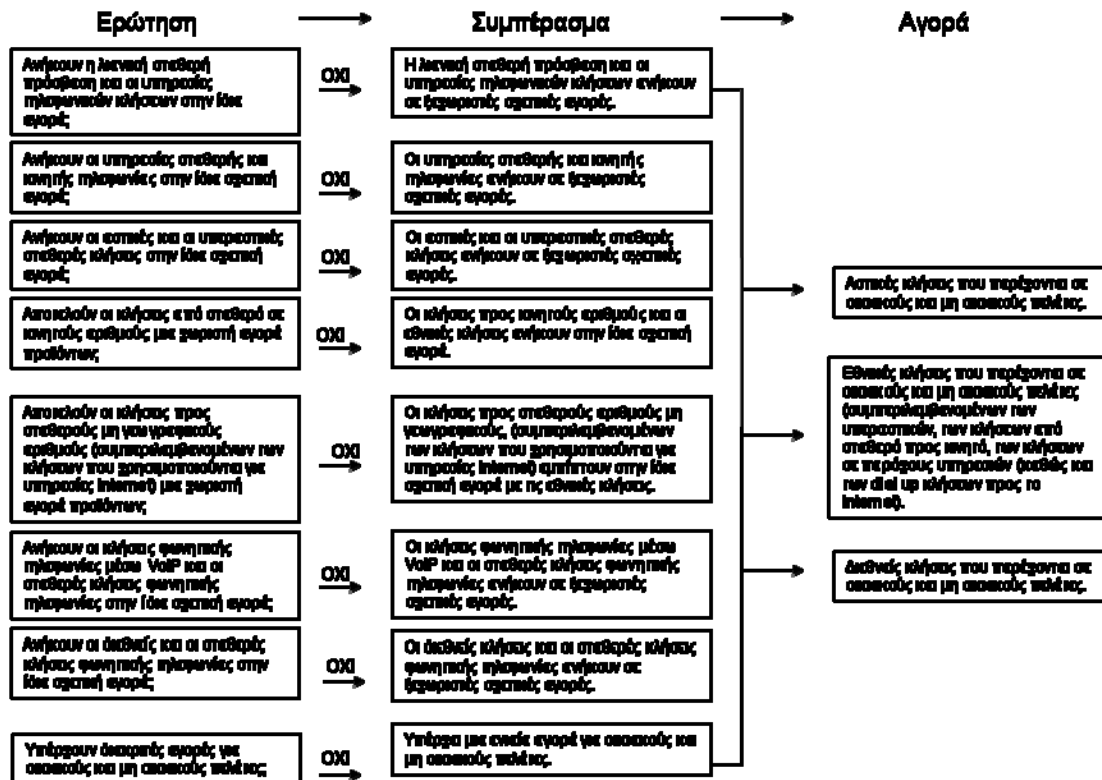 Ερώτηση
Συμπέρασμα
Αγορά
Ανήκουν η λιανική σταθερή
πρόσβαση και οι υπηρεσίες
τηλεφωνικών κλήσεων στην ίδια
αγορά;
ΟΧΙ
Η λιανική σταθερή πρόσβαση και οι
υπηρεσίες τηλεφωνικών κλήσεων ανήκουν
σε ξεχωριστές σχετικές αγορές.
Ανήκουν οι υπηρεσίες σταθερής και
κινητής τηλεφωνίας στην ίδια σχετική
αγορά;
ΟΧΙ
Οι υπηρεσίες σταθερής και κινητής
τηλεφωνίας ανήκουν σε ξεχωριστές
σχετικές αγορές.
Ανήκουν οι αστικές και οι υπεραστικές
σταθερές κλήσεις στην ίδια σχετική
αγορά;
ΟΧΙ
Οι αστικές και οι υπεραστικές σταθερές
κλήσεις ανήκουν σε ξεχωριστές σχετικές
αγορές.
Αποτελούν οι κλήσεις από σταθερό σε
κινητούς αριθμούς μια χωριστή αγορά
προϊόντων;
ΟΧΙ
Οι κλήσεις προς κινητούς αριθμούς και οι
εθνικές κλήσεις ανήκουν στην ίδια σχετική
αγορά.
Αποτελούν οι κλήσεις προς
σταθερούς μη γεωγραφικούς
αριθμούς (συμπεριλαμβανομένων των
κλήσεων που χρησιμοποιούνται για
υπηρεσίες Internet) μια χωριστή
αγορά προϊόντων;
ΟΧΙ
Οι κλήσεις προς σταθερούς αριθμούς μη
γεωγραφικούς, (συμπεριλαμβανομένων
των κλήσεων που χρησιμοποιούνται για
υπηρεσίες Internet) εμπίπτουν στην ίδια
σχετική αγορά με τις εθνικές κλήσεις.
Ανήκουν οι κλήσεις φωνητικής
τηλεφωνίας μέσω VoIP και οι
σταθερές κλήσεις φωνητικής
τηλεφωνίας στην ίδια σχετική αγορά;
ΟΧΙ
Οι κλήσεις φωνητικής τηλεφωνίας μέσω
VoIP και οι σταθερές κλήσεις φωνητικής
τηλεφωνίας ανήκουν σε ξεχωριστές
σχετικές αγορές.
Ανήκουν οι διεθνείς και οι σταθερές
κλήσεις φωνητικής τηλεφωνίας στην
ίδια σχετική αγορά;
ΟΧΙ
Οι διεθνείς κλήσεις και οι σταθερές κλήσεις
φωνητικής τηλεφωνίας ανήκουν σε
ξεχωριστές σχετικές αγορές.
Υπάρχουν διακριτές αγορές για
οικιακούς και μη οικιακούς πελάτες;
ΟΧΙ
Υπάρχει μια ενιαία αγορά για οικιακούς και
μη οικιακούς πελάτες.
Αστικές κλήσεις που παρέχονται σε
οικιακούς και μη οικιακούς πελάτες.
Εθνικές κλήσεις που παρέχονται σε
οικιακούς και μη οικιακούς πελάτες
(συμπεριλαμβανομένων των
υπεραστικών, των κλήσεων από
σταθερό προς κινητό, των κλήσεων
σε παρόχους υπηρεσιών (καθώς και
των dial up κλήσεων προς το
Internet).
Διεθνείς κλήσεις που παρέχονται σε
οικιακούς και μη οικιακούς πελάτες.